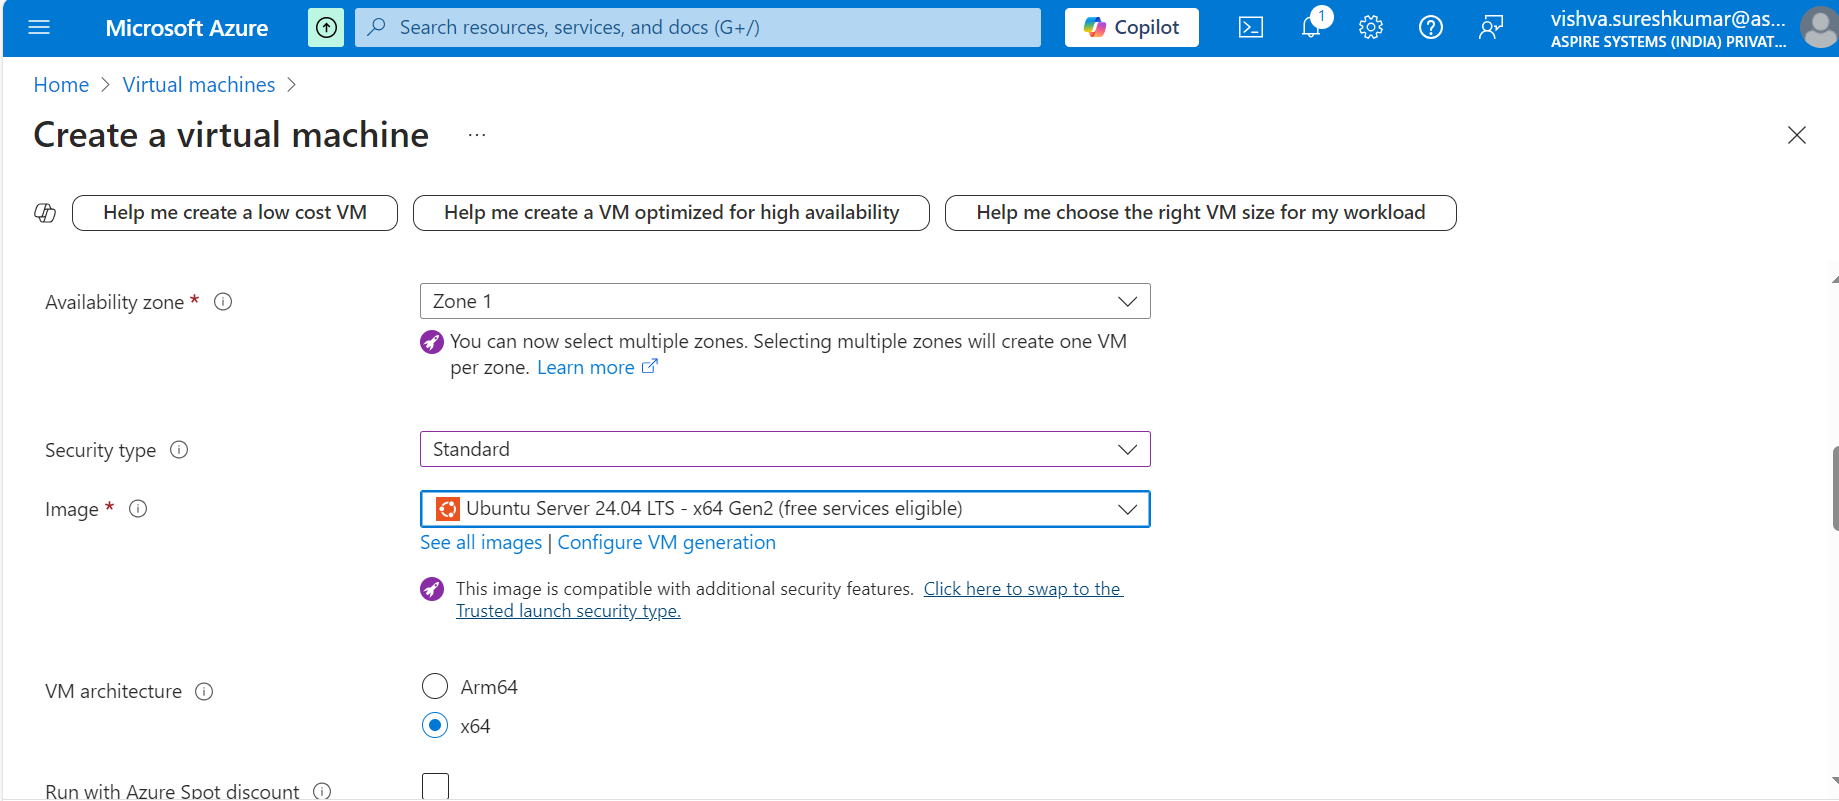 Microsoft Azure
Search resources, services, and docs (G+/)
Copilot
1
vishva.sureshkumar@as...
ASPIRE SYSTEMS (INDIA) PRIVAT...
Home > Virtual machines >
Create a virtual machine ...
Help me create a low cost VM
Help me create a VM optimized for high availability
Help me choose the right VM size for my workload
Availability zone *
Zone 1
You can now select multiple zones. Selecting multiple zones will create one VM
per zone. Learn more
Security type
Standard
Image *
Ubuntu Server 24.04 LTS - x64 Gen2 (free services eligible)
See all images | Configure VM generation
This image is compatible with additional security features. Click here to swap to the
Trusted launch security type.
VM architecture
Arm64
x64
Run with Azure Spot discount